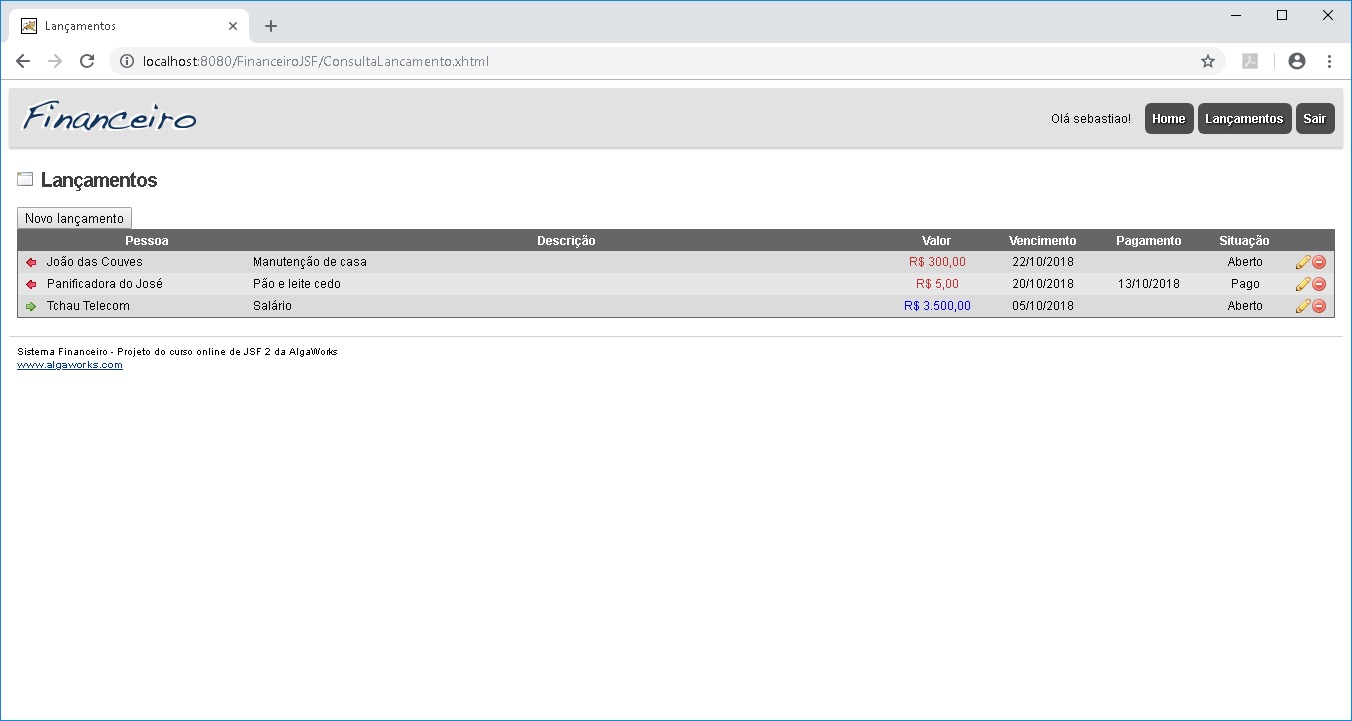 Lançamentos
localhost:8080/FinanceiroJSF/ConsultaLancamento.xhtml
Financeiro
Olá sebastiao! Home Lançamentos Sair
Lançamentos
Novo lançamento
Pessoa Descrição Valor Vencimento Pagamento Situação
João das Couves Manutenção de casa R$ 300,00 22/10/2018 Aberto
Panificadora do José Pão e leite cedo R$ 5,00 20/10/2018 13/10/2018 Pago
Tchau Telecom Salário R$ 3.500,00 05/10/2018 Aberto
Sistema Financeiro - Projeto do curso online de JSF 2 da AlgaWorks
www.algaworks.com